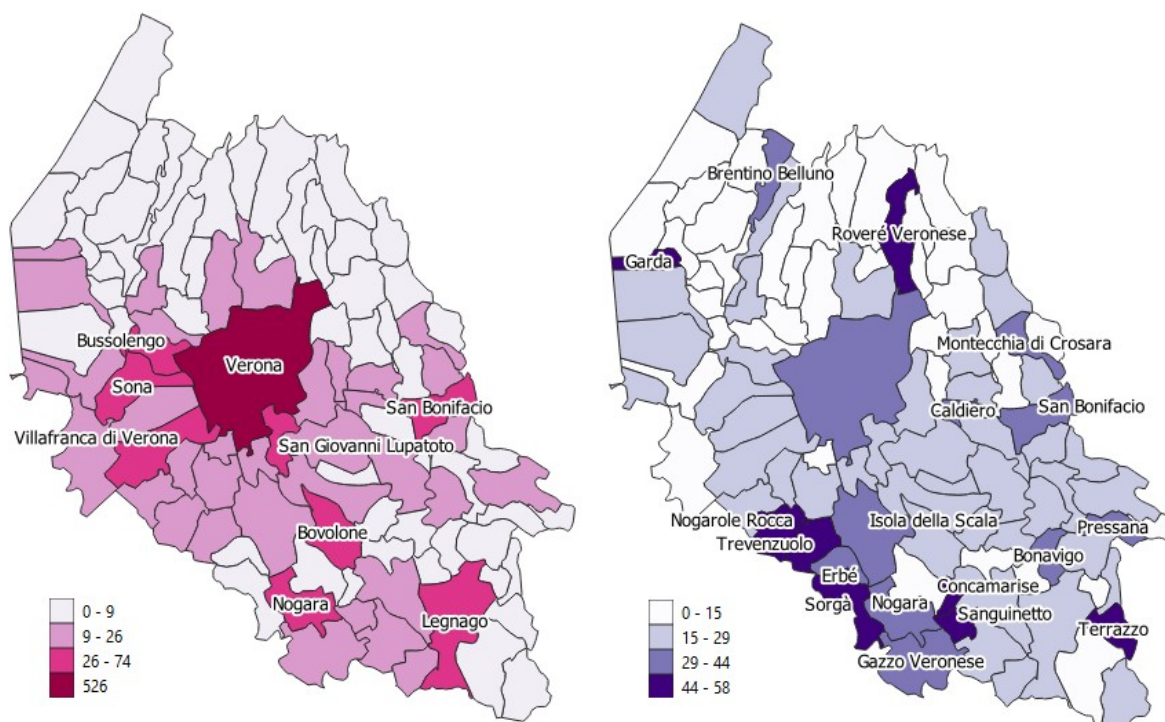 Bussolengo
Verona
Sona
San Bonifacio
Villafranca di Verona
San Giovanni Lupatoto
Bovolone
Nogara
Legnago
0 - 9
9 - 26
26 - 74
526
Brentino Belluno
Roveré Veronese
Garda
Montecchia di Crosara
Caldiero
San Bonifacio
Nogarole Rocca
Isola della Scala
Pressana
Trevenzuolo
Bonavigo
Erbé
Concamarise
Sorgà
Nogara
Sanguinetto
Terrazzo
Gazzo Veronese
0 - 15
15 - 29
29 - 44
44 - 58